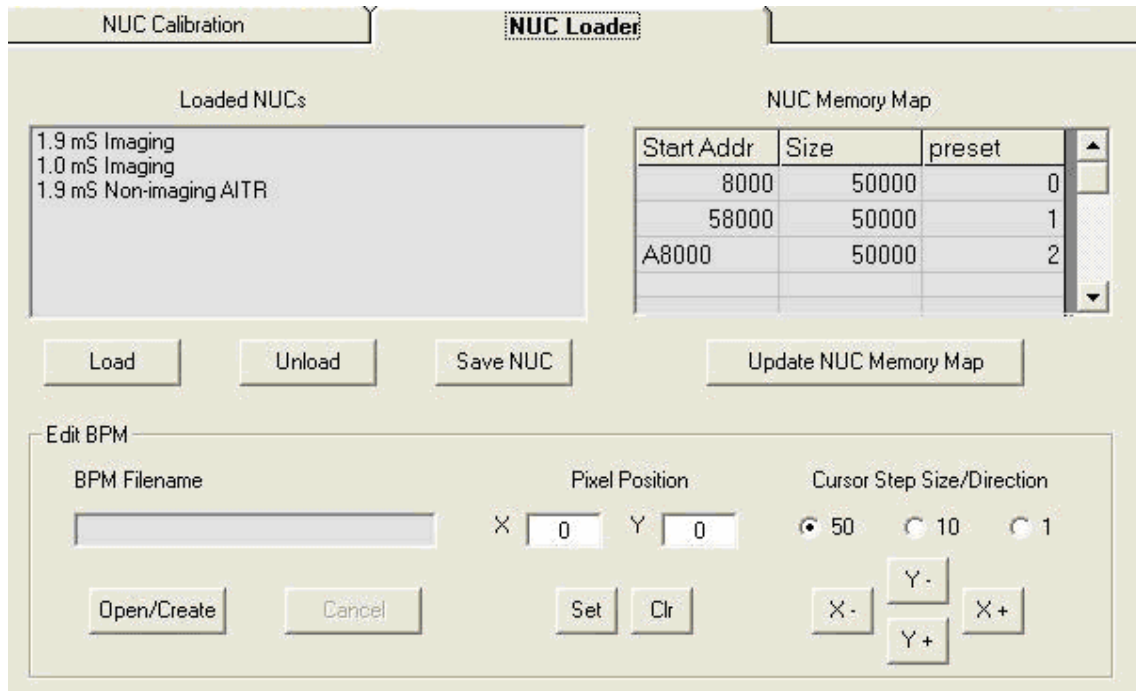 NUC Calibration NUC Loader
Loaded NUCs
1.9 mS Imaging
1.0 mS Imaging
1.9 mS Non-imaging AITR
NUC Memory Map
Start Addr Size preset
8000 50000 0
58000 50000 1
A8000 50000 2
Load Unload Save NUC Update NUC Memory Map
Edit BPM
BPM Filename
Pixel Position
X 0 Y 0
Cursor Step Size/Direction
50 10 1
Open/Create Cancel
Set Clr
Y -
X - X +
Y +